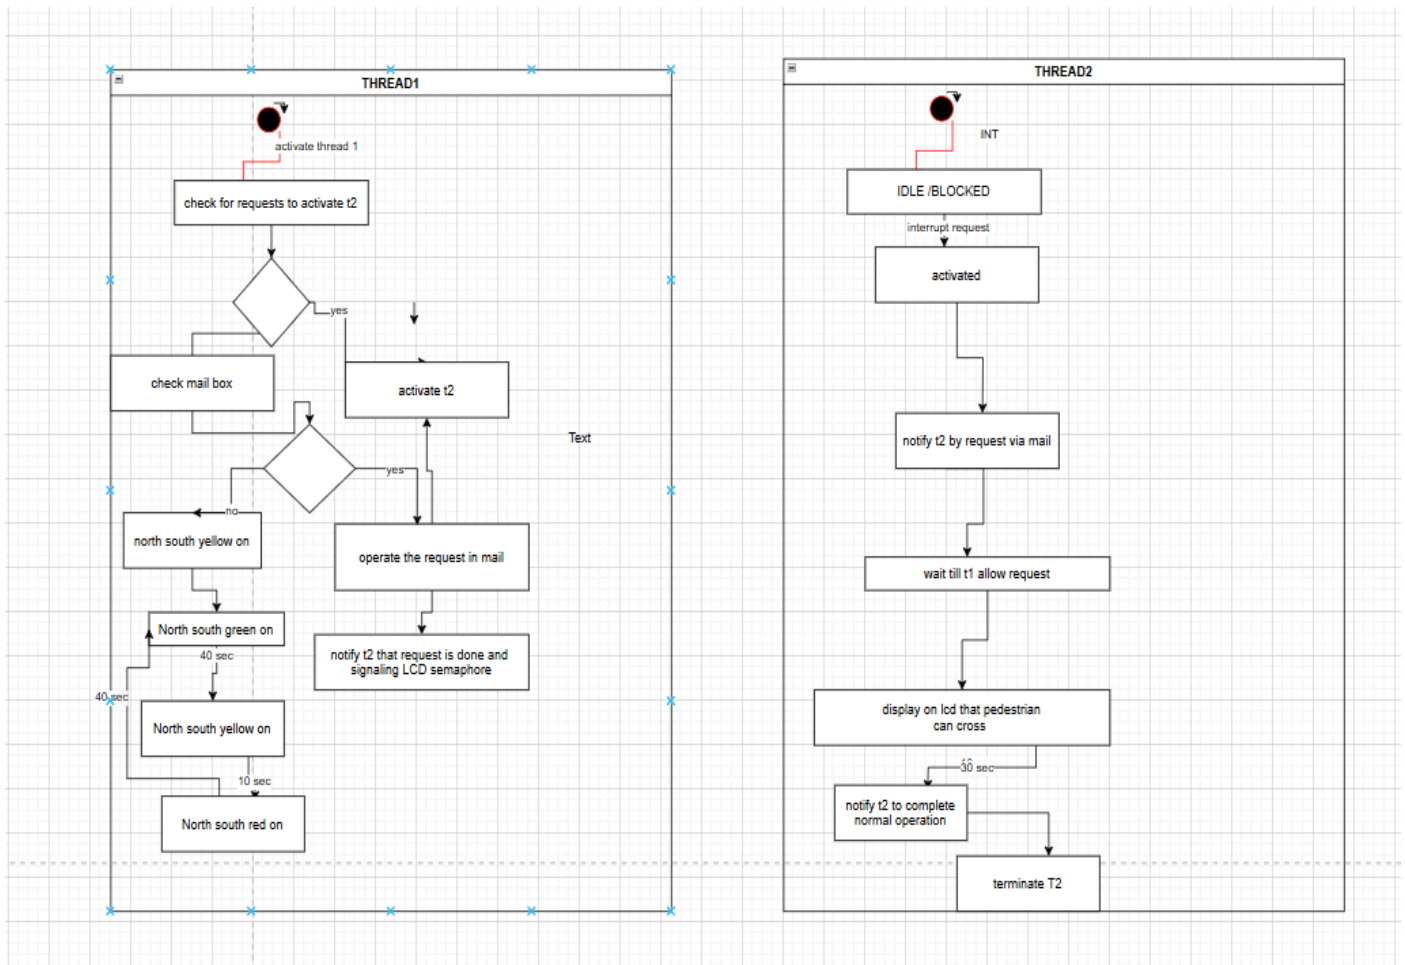 THREAD1
activate thread 1
check for requests to activate t2
yes
check mail box
activate t2
Text
yes
no
north south yellow on
operate the request in mail
North south green on
40 sec
notify t2 that request is done and
signaling LCD semaphore
40 sec
North south yellow on
10 sec
North south red on
THREAD2
INT
IDLE /BLOCKED
interrupt request
activated
notify t2 by request via mail
wait till t1 allow request
display on lcd that pedestrian
can cross
30 sec
notify t2 to complete
normal operation
terminate T2